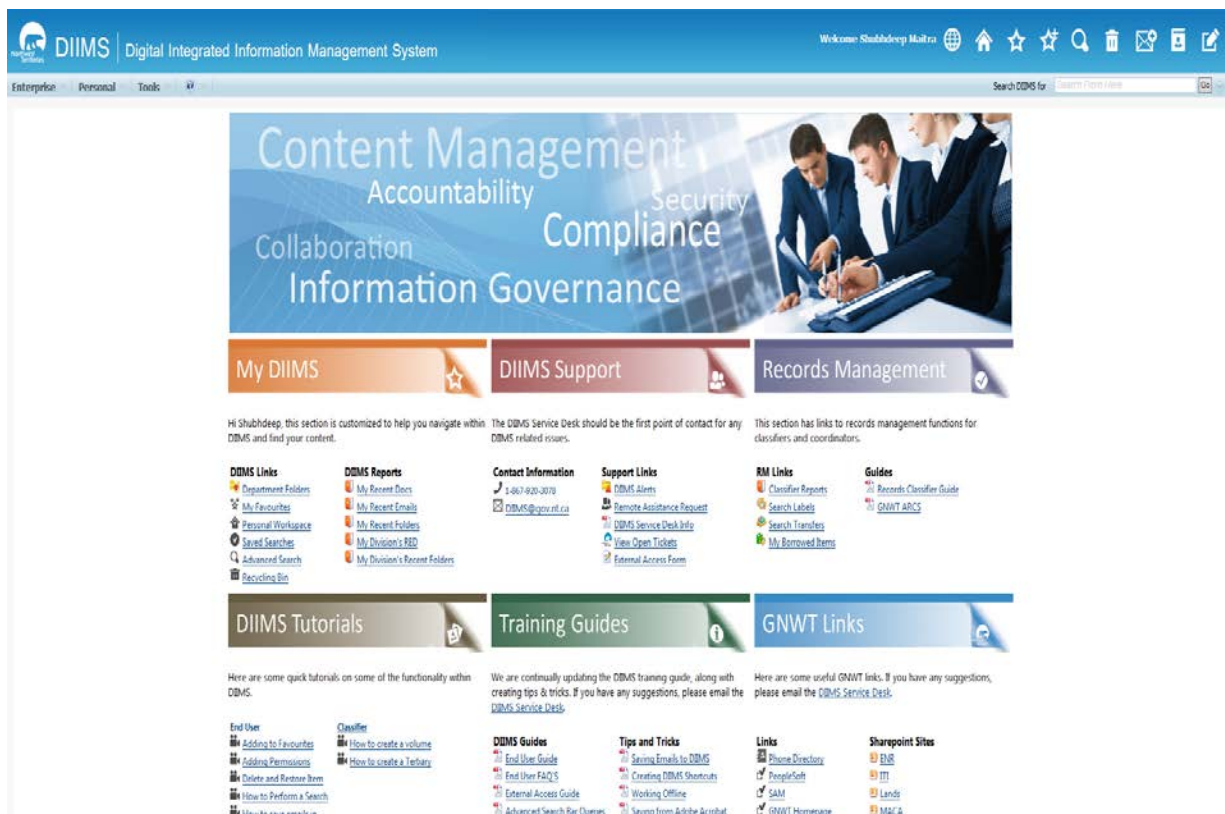 Northwest
Territories
DIIMS | Digital Integrated Information Management System
Welcome Shubhdeep Maitra
Enterprise Personal Tools
Search DIIMS for Search From Here Go
Content Management
Accountability
Security
Compliance
Collaboration
Information Governance
My DIIMS
DIIMS Support
Records Management
Hi Shubhdeep, this section is customized to help you navigate within
DIIMS and find your content.
The DIIMS Service Desk should be the first point of contact for any
DIIMS related issues.
This section has links to records management functions for
classifiers and coordinators.
DIIMS Links
Department Folders
My Favourites
Personal Workspace
Saved Searches
Advanced Search
Recycling Bin
DIIMS Reports
My Recent Docs
My Recent Emails
My Recent Folders
My Division's RED
My Division's Recent Folders
Contact Information
1-867-920-3078
DIIMS@gov.nt.ca
Support Links
DIIMS Alerts
Remote Assistance Request
DIIMS Service Desk Info
View Open Tickets
External Access Form
RM Links
Classifier Reports
Search Labels
Search Transfers
My Borrowed Items
Guides
Records Classifier Guide
GNWT ARCS
DIIMS Tutorials
Training Guides
GNWT Links
Here are some quick tutorials on some of the functionality within
DIIMS.
We are continually updating the DIIMS training guide, along with
creating tips & tricks. If you have any suggestions, please email the
DIIMS Service Desk.
Here are some useful GNWT links. If you have any suggestions,
please email the DIIMS Service Desk.
End User
Adding to Favourites
Adding Permissions
Delete and Restore Item
How to Perform a Search
How to save emails in
Classifier
How to create a volume
How to create a Tertiary
DIIMS Guides
End User Guide
End User FAQ'S
External Access Guide
Advanced Search Bar Queries
Tips and Tricks
Saving Emails to DIIMS
Creating DIIMS Shortcuts
Working Offline
Saving from Adobe Acrobat
Links
Phone Directory
PeopleSoft
SAM
GNWT Homepage
Sharepoint Sites
ENR
ITI
Lands
MACA